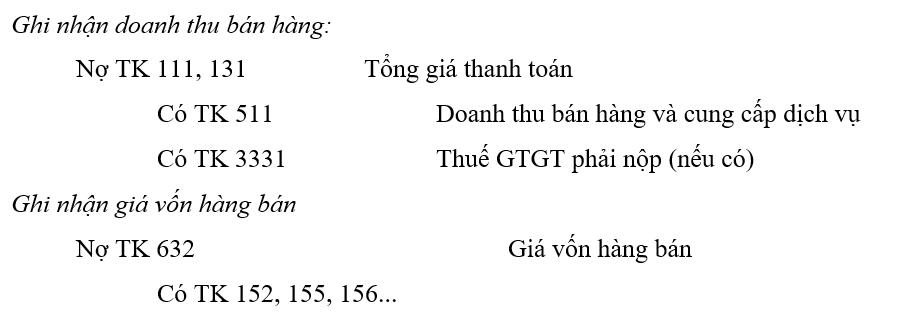 Ghi nhận doanh thu bán hàng:
Nợ TK 111, 131 Tổng giá thanh toán
Có TK 511 Doanh thu bán hàng và cung cấp dịch vụ
Có TK 3331 Thuế GTGT phải nộp (nếu có)
Ghi nhận giá vốn hàng bán
Nợ TK 632 Giá vốn hàng bán
Có TK 152, 155, 156...